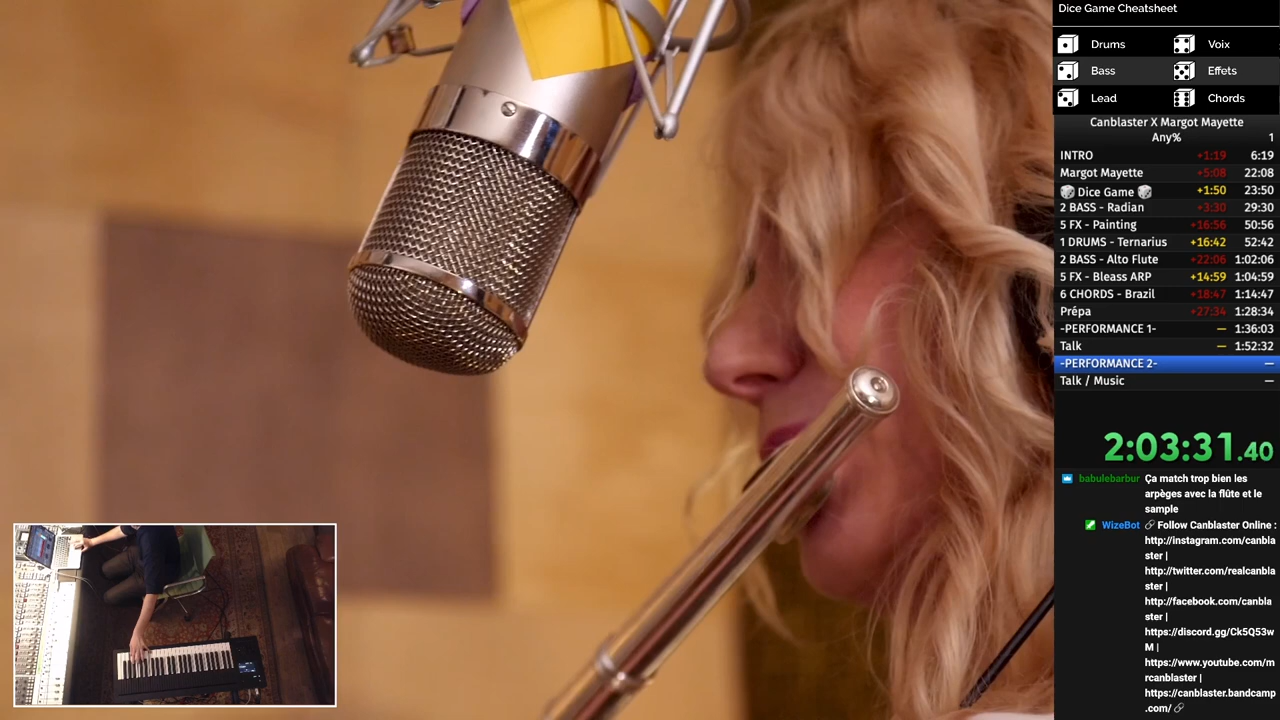 Dice Game Cheatsheet
Drums Voix
Bass Effets
Lead Chords
Canblaster X Margot Mayette
Any% 1
INTRO +1:19 6:19
Margot Mayette +5:08 22:08
🎲 Dice Game 🎲 +1:50 23:50
2 BASS - Radian +3:30 29:30
5 FX - Painting +16:56 50:56
1 DRUMS - Ternarius +16:42 52:42
2 BASS - Alto Flute +22:06 1:02:06
5 FX - Bleass ARP +14:59 1:04:59
6 CHORDS - Brazil +18:47 1:14:47
Prépa +27:34 1:28:34
-PERFORMANCE 1- — 1:36:03
Talk — 1:52:32
-PERFORMANCE 2- —
Talk / Music —
2:03:31.40
babulebarbur Ça match trop bien les
arpèges avec la flûte et le
sample
WizeBot 🔗 Follow Canblaster Online :
http://instagram.com/canbla
ster |
http://twitter.com/realcanbla
ster |
http://facebook.com/canbla
ster |
https://discord.gg/Ck5Q53w
M |
https://www.youtube.com/m
rcanblaster |
https://canblaster.bandcamp
.com/ 🔗